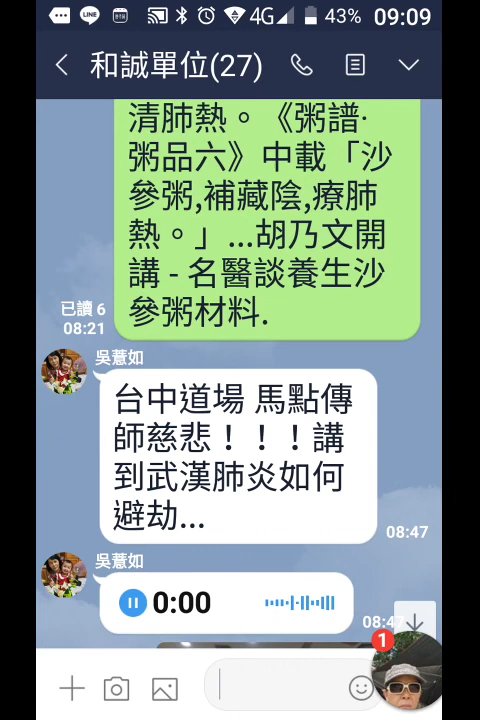 LINE
4G
43%
09:09
和誠單位(27)
清肺熱。《粥譜·
粥品六》中載「沙
參粥,補藏陰,療肺
熱。」...胡乃文開
講 - 名醫談養生沙
參粥材料.
已讀 6
08:21
吳薏如
台中道場 馬點傳
師慈悲！！！講
到武漢肺炎如何
避劫...
08:47
吳薏如
0:00
08:47
1